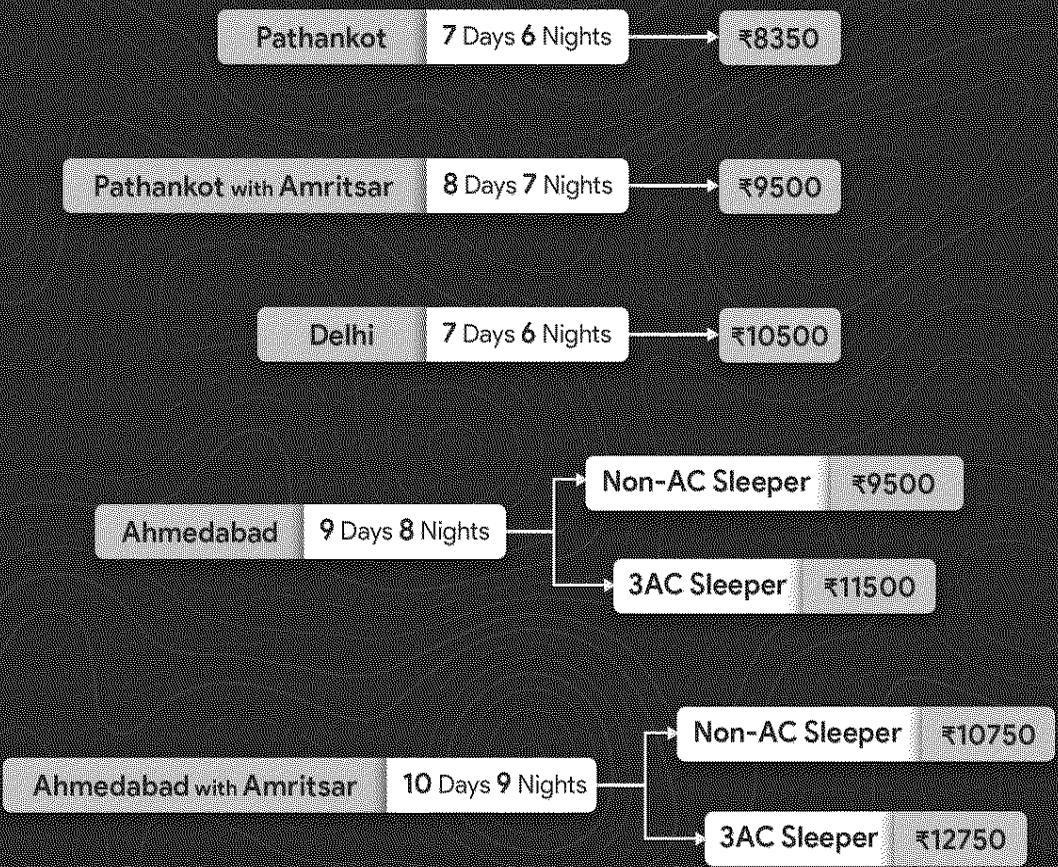 Pathankot 7 Days 6 Nights ₹8350
Pathankot with Amritsar 8 Days 7 Nights ₹9500
Delhi 7 Days 6 Nights ₹10500
Non-AC Sleeper ₹9500
Ahmedabad 9 Days 8 Nights
3AC Sleeper ₹11500
Non-AC Sleeper ₹10750
Ahmedabad with Amritsar 10 Days 9 Nights
3AC Sleeper ₹12750